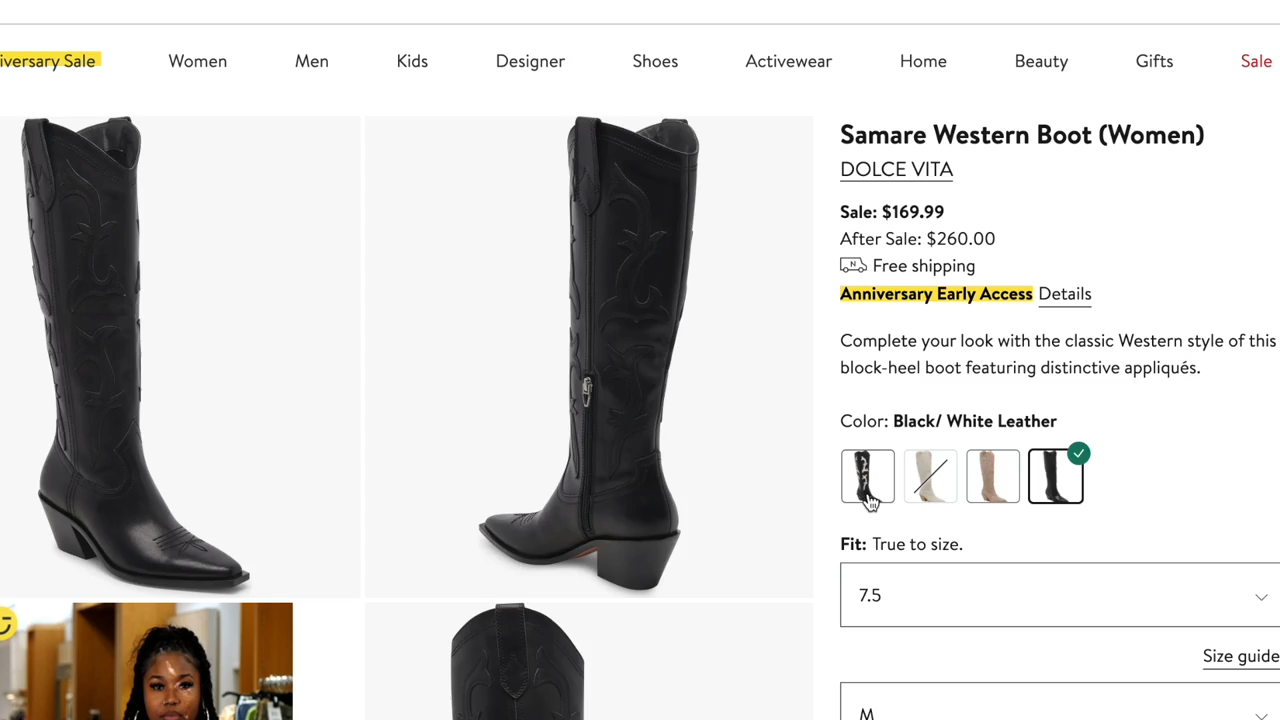 iversary Sale Women Men Kids Designer Shoes Activewear Home Beauty Gifts Sale
Samare Western Boot (Women)
DOLCE VITA
Sale: $169.99
After Sale: $260.00
N Free shipping
Anniversary Early Access Details
Complete your look with the classic Western style of this
block-heel boot featuring distinctive appliqués.
Color: Black/ White Leather
Fit: True to size.
7.5
Size guide
M